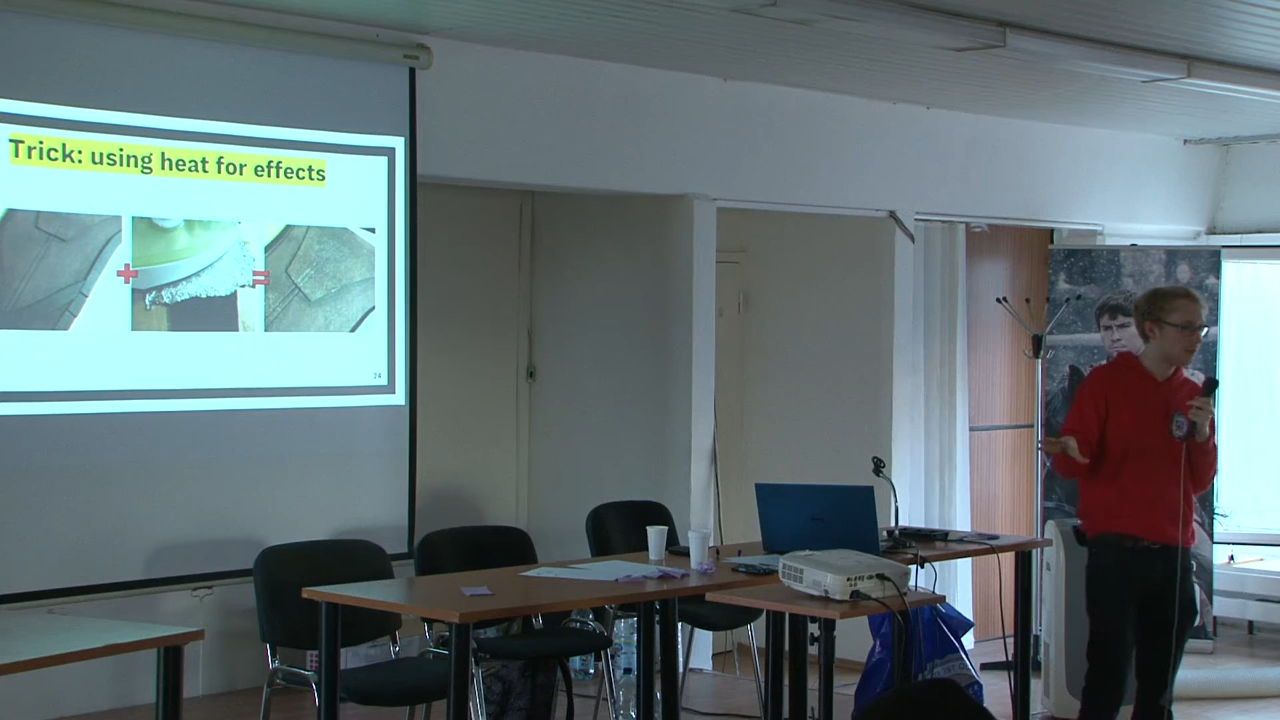 Trick: using heat for effects
+
=
24